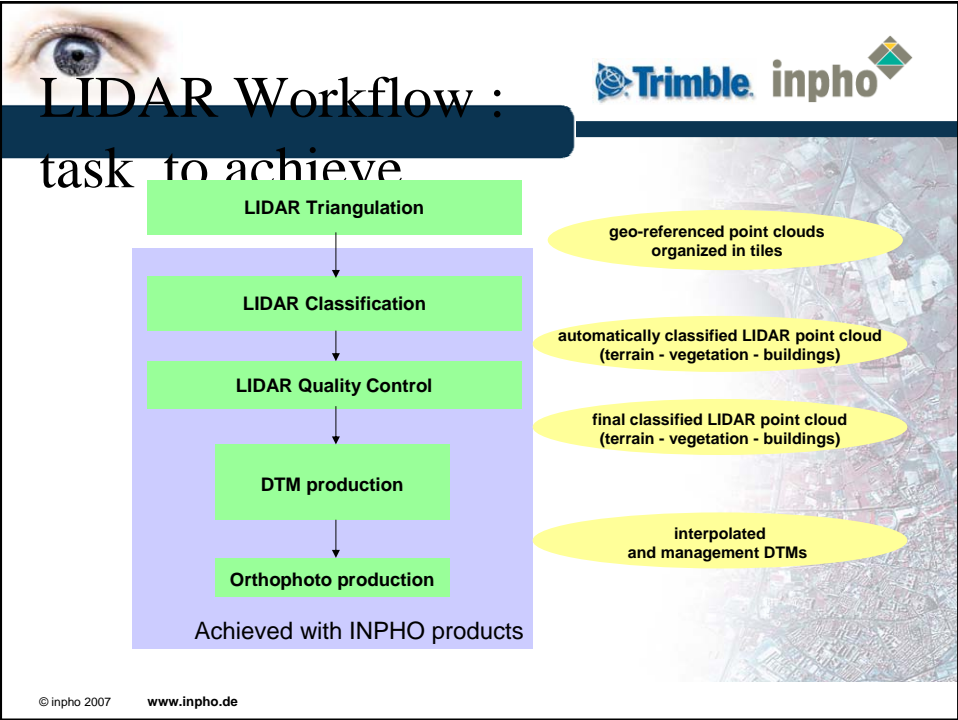 LIDAR Workflow :
task to achieve
Trimble.
inpho
LIDAR Triangulation
geo-referenced point clouds
organized in tiles
LIDAR Classification
automatically classified LIDAR point cloud
(terrain - vegetation - buildings)
LIDAR Quality Control
final classified LIDAR point cloud
(terrain - vegetation - buildings)
DTM production
interpolated
and management DTMs
Orthophoto production
Achieved with INPHO products
© inpho 2007 www.inpho.de